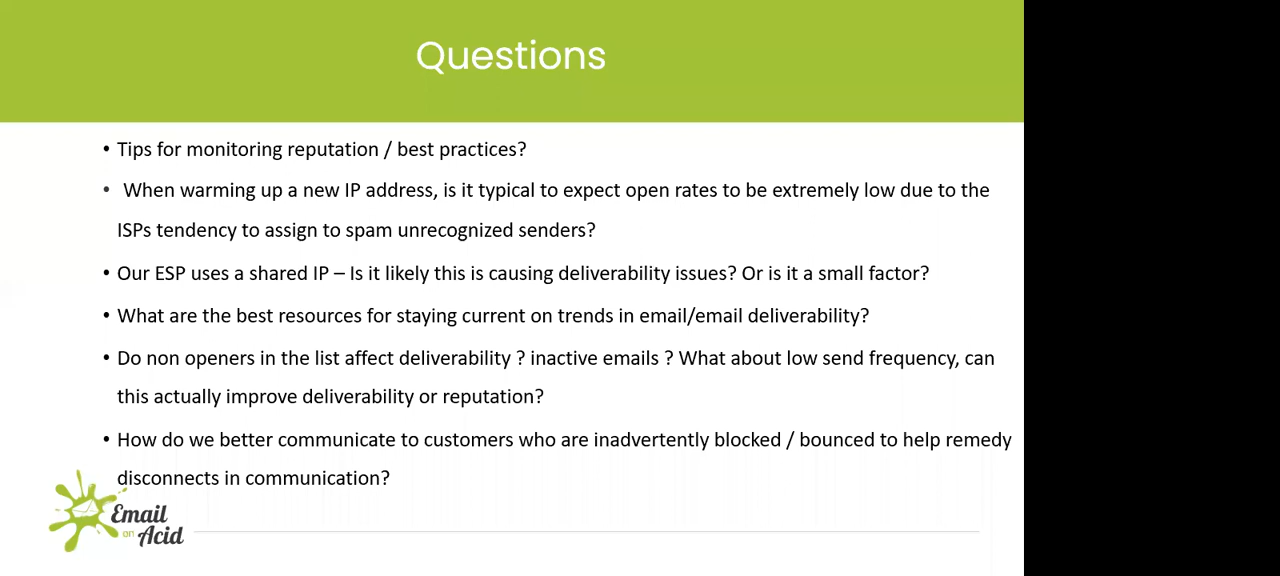 Questions
• Tips for monitoring reputation / best practices?
• When warming up a new IP address, is it typical to expect open rates to be extremely low due to the
ISPs tendency to assign to spam unrecognized senders?
• Our ESP uses a shared IP – Is it likely this is causing deliverability issues? Or is it a small factor?
• What are the best resources for staying current on trends in email/email deliverability?
• Do non openers in the list affect deliverability ? inactive emails ? What about low send frequency, can
this actually improve deliverability or reputation?
• How do we better communicate to customers who are inadvertently blocked / bounced to help remedy
disconnects in communication?
Email
on Acid